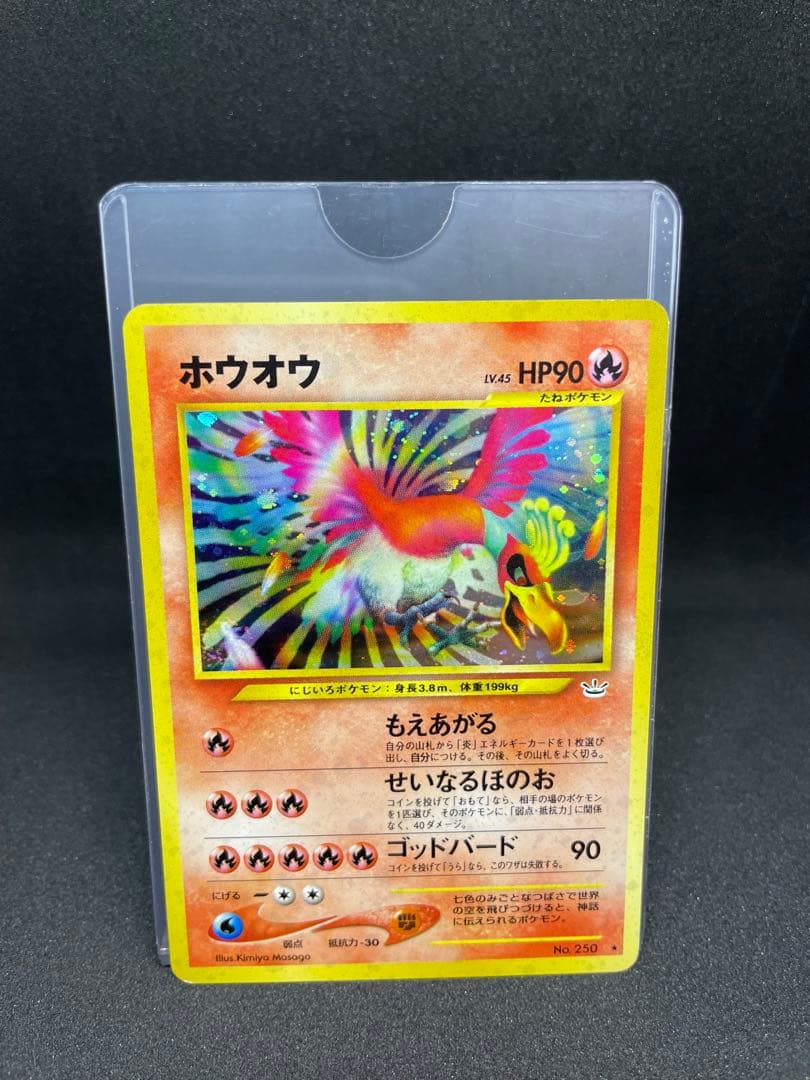 ホウオウ LV.45 HP90
たねポケモン
にじいろポケモン：身長3.8m、体重199kg
もえあがる
自分の山札から「炎」エネルギーカードを1枚選び
出し、自分につける。その後、その山札をよく切る。
せいなるほのお
コインを投げて「おもて」なら、相手の場のポケモン
を1匹選び、そのポケモンに、「弱点・抵抗力」に関係
なく、40ダメージ。
ゴッドバード 90
コインを投げて「うら」なら、このワザは失敗する。
にげる
弱点 抵抗力-30
七色のみごとなつばさで世界
の空を飛びつづけると、神話
に伝えられるポケモン。
Illus.Kimiya Masago
No. 250 ★